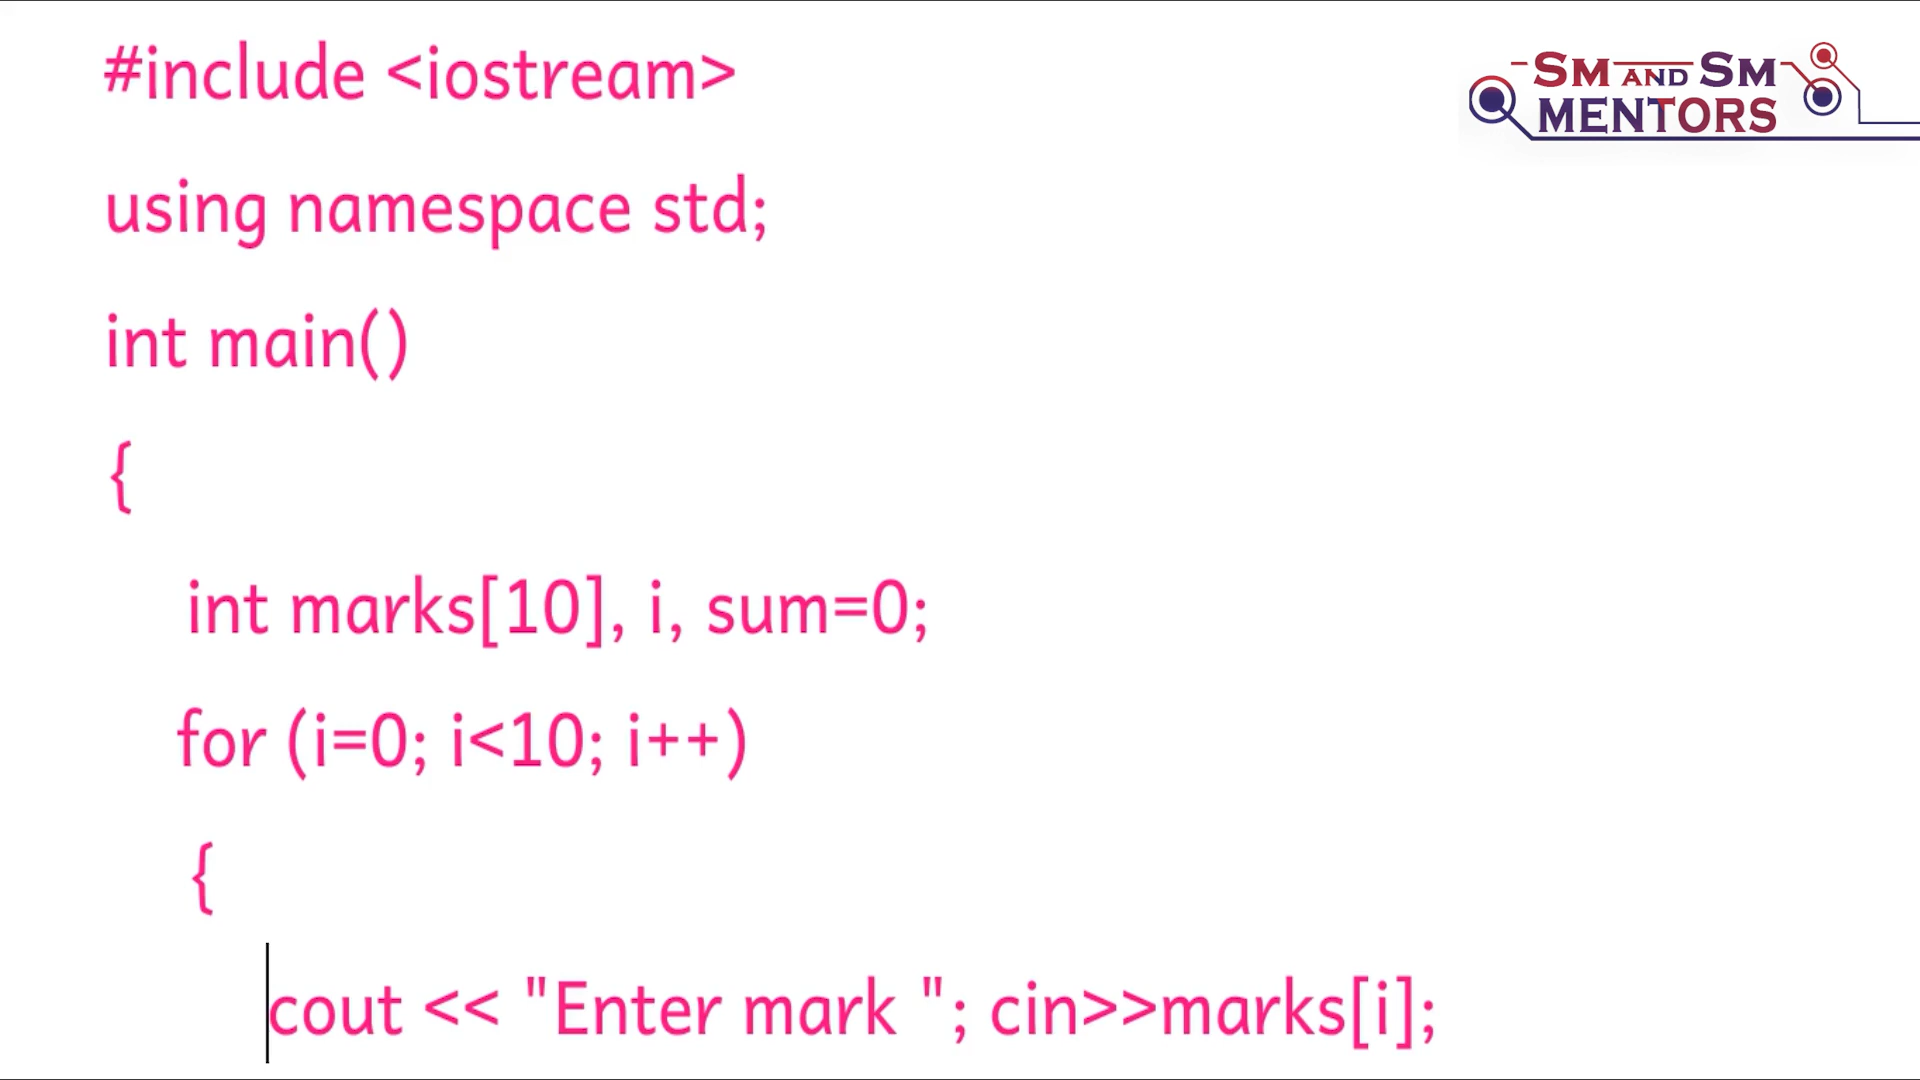 #include <iostream>
SM AND SM
MENTORS
using namespace std;
int main()
{
int marks[10], i, sum=0;
for (i=0; i<10; i++)
{
cout << "Enter mark "; cin>>marks[i];